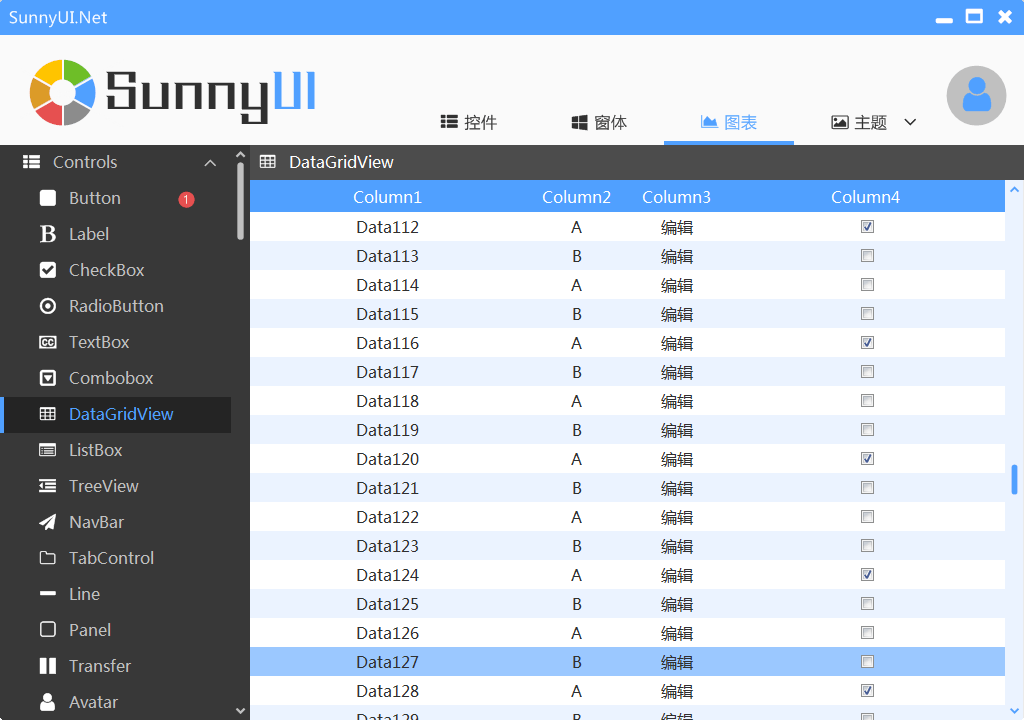 SunnyUI.Net
SunnyUI
控件 窗体 图表 主题
Controls
Button 1
Label
CheckBox
RadioButton
TextBox
Combobox
DataGridView
ListBox
TreeView
NavBar
TabControl
Line
Panel
Transfer
Avatar
DataGridView
Column1 Column2 Column3 Column4
Data112 A 编辑
Data113 B 编辑
Data114 A 编辑
Data115 B 编辑
Data116 A 编辑
Data117 B 编辑
Data118 A 编辑
Data119 B 编辑
Data120 A 编辑
Data121 B 编辑
Data122 A 编辑
Data123 B 编辑
Data124 A 编辑
Data125 B 编辑
Data126 A 编辑
Data127 B 编辑
Data128 A 编辑
Data129 B 编辑